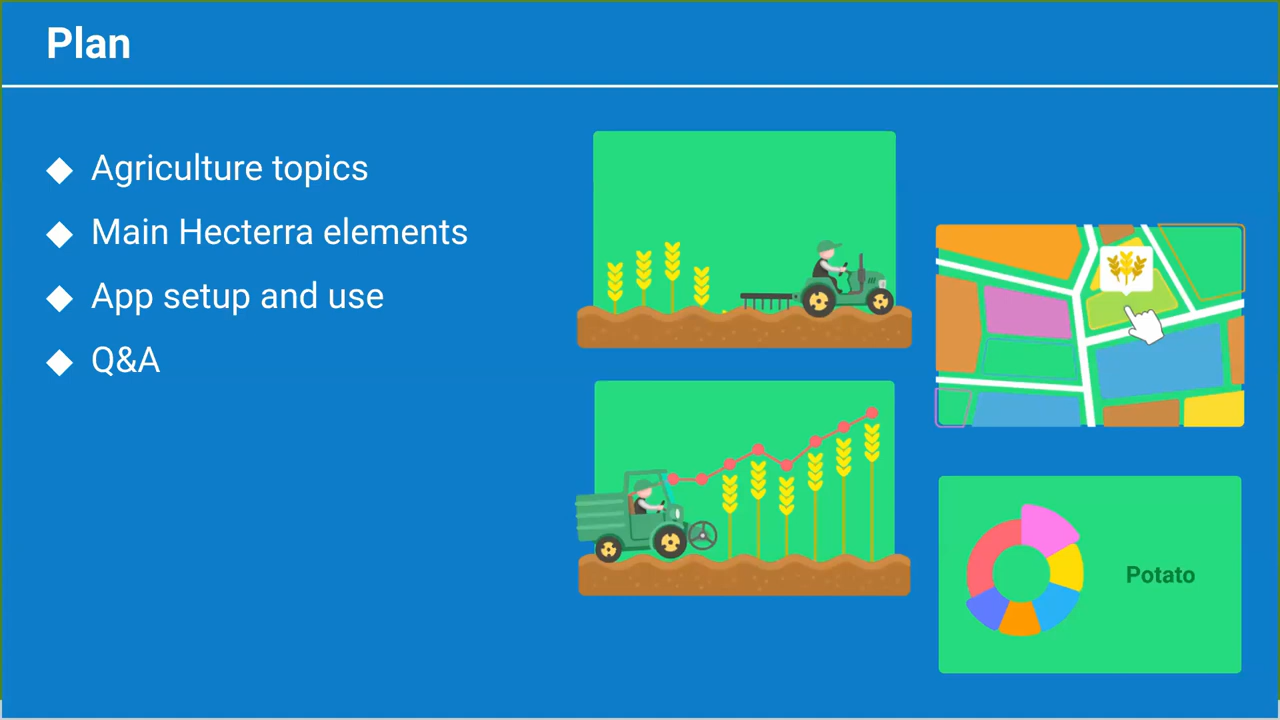 Plan
◆ Agriculture topics
◆ Main Hecterra elements
◆ App setup and use
◆ Q&A
Potato